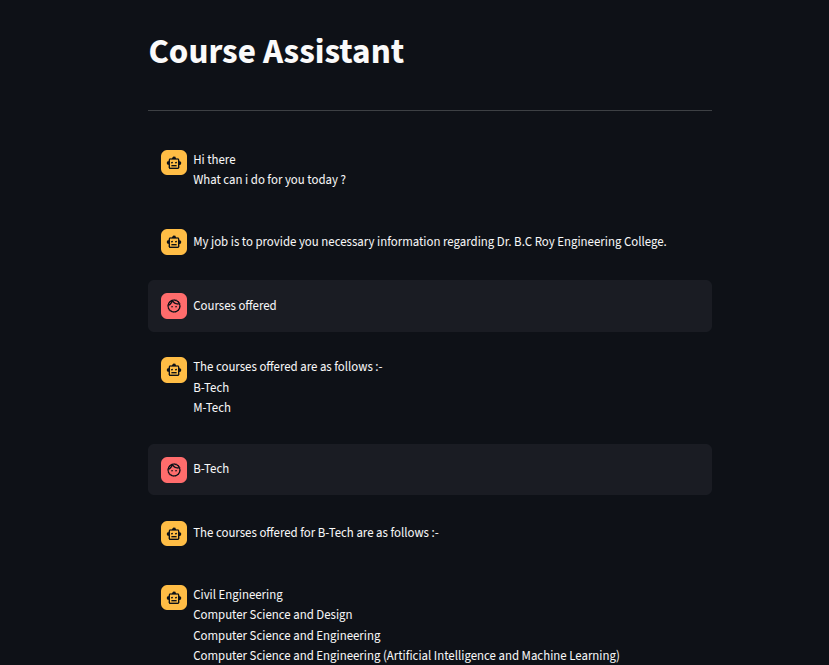 Course Assistant
Hi there
What can i do for you today ?
My job is to provide you necessary information regarding Dr. B.C Roy Engineering College.
Courses offered
The courses offered are as follows :-
B-Tech
M-Tech
B-Tech
The courses offered for B-Tech are as follows :-
Civil Engineering
Computer Science and Design
Computer Science and Engineering
Computer Science and Engineering (Artificial Intelligence and Machine Learning)